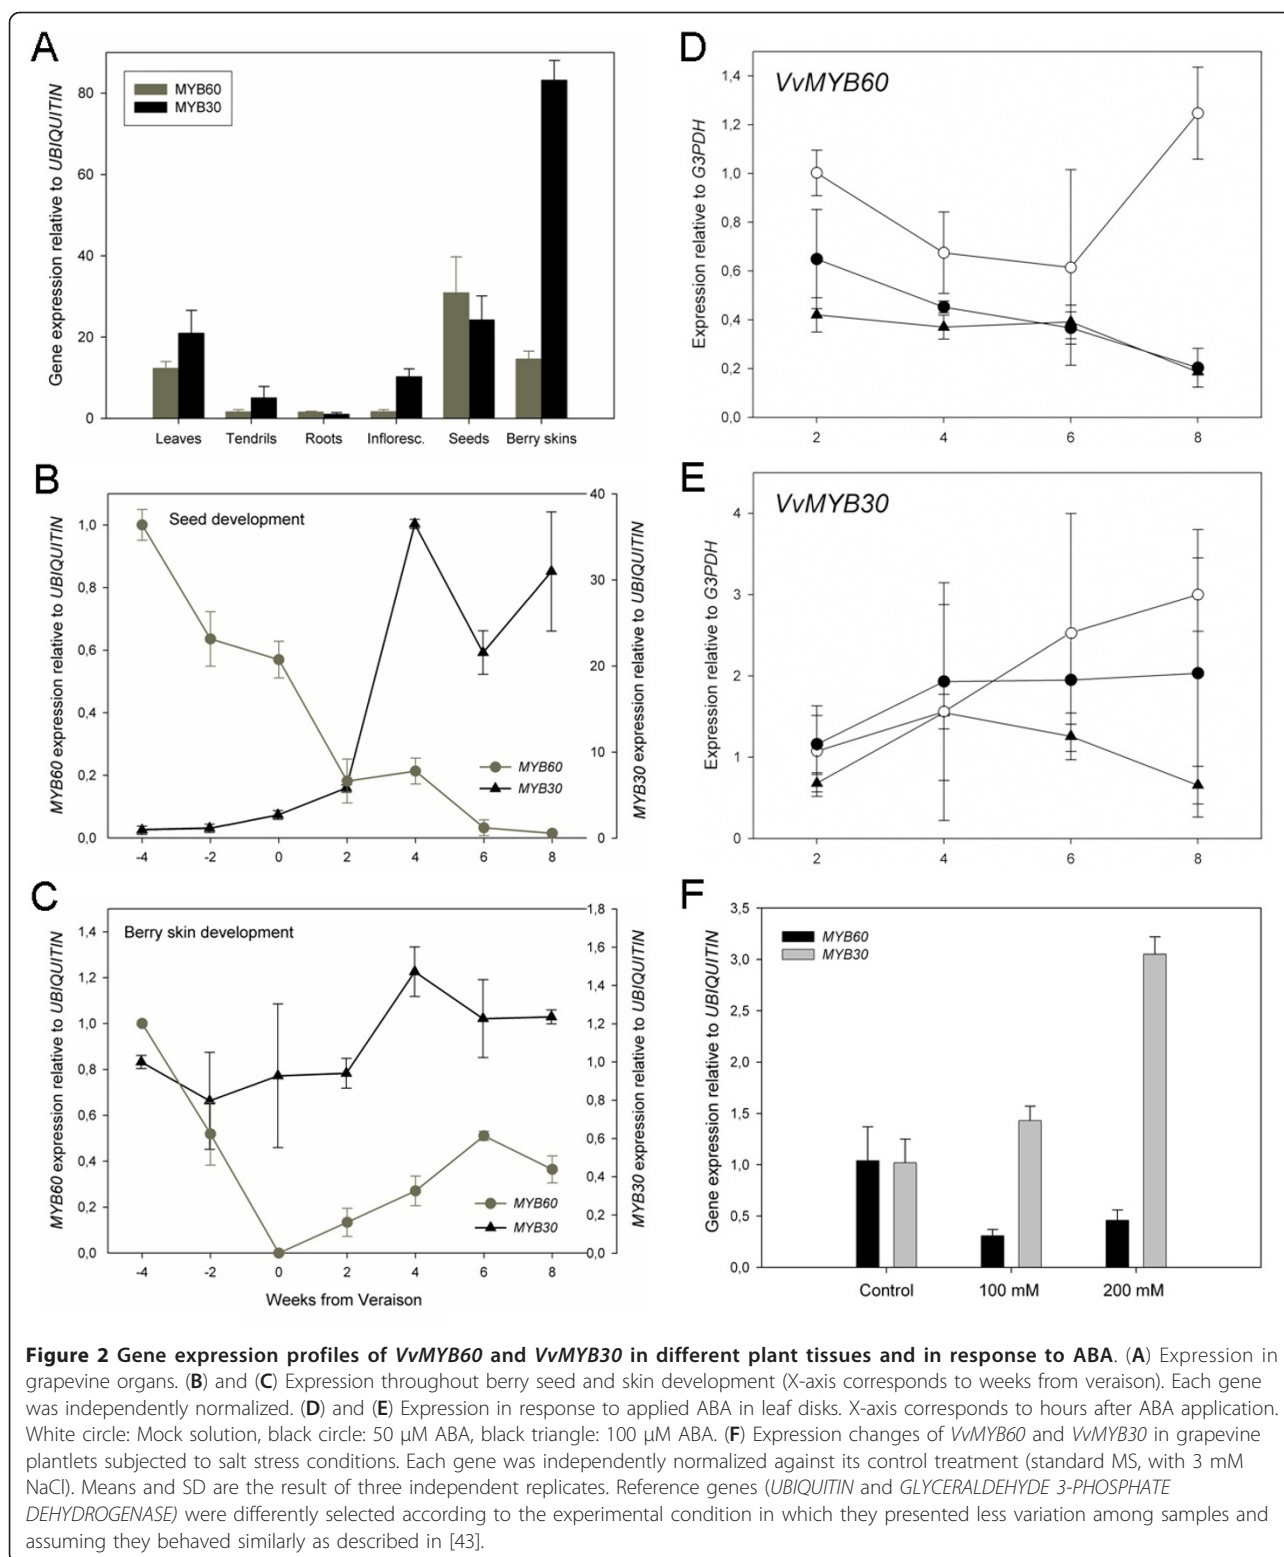 A
MYB60
MYB30
Gene expression relative to UBIQUITIN
80
60
40
20
0
Leaves Tendrils Roots Infloresc. Seeds Berry skins
B
Seed development
MYB60 expression relative to UBIQUITIN
1,0
0,8
0,6
0,4
0,2
0,0
40
30
20
10
0
MYB30 expression relative to UBIQUITIN
MYB60
MYB30
-4 -2 0 2 4 6 8
C
Berry skin development
MYB60 expression relative to UBIQUITIN
1,4
1,2
1,0
0,8
0,6
0,4
0,2
0,0
1,8
1,6
1,4
1,2
1,0
0,8
0,6
0,4
0,2
0,0
MYB30 expression relative to UBIQUITIN
MYB60
MYB30
-4 -2 0 2 4 6 8
Weeks from Veraison
D
VvMYB60
Expression relative to G3PDH
1,4
1,2
1,0
0,8
0,6
0,4
0,2
0,0
2 4 6 8
E
VvMYB30
Expression relative to G3PDH
4
3
2
1
0
2 4 6 8
F
MYB60
MYB30
Gene expression relative to UBIQUITIN
3,5
3,0
2,5
2,0
1,5
1,0
0,5
0,0
Control 100 mM 200 mM
Figure 2 Gene expression profiles of VvMYB60 and VvMYB30 in different plant tissues and in response to ABA. (A) Expression in
grapevine organs. (B) and (C) Expression throughout berry seed and skin development (X-axis corresponds to weeks from veraison). Each gene
was independently normalized. (D) and (E) Expression in response to applied ABA in leaf disks. X-axis corresponds to hours after ABA application.
White circle: Mock solution, black circle: 50 μM ABA, black triangle: 100 μM ABA. (F) Expression changes of VvMYB60 and VvMYB30 in grapevine
plantlets subjected to salt stress conditions. Each gene was independently normalized against its control treatment (standard MS, with 3 mM
NaCl). Means and SD are the result of three independent replicates. Reference genes (UBIQUITIN and GLYCERALDEHYDE 3-PHOSPHATE
DEHYDROGENASE) were differently selected according to the experimental condition in which they presented less variation among samples and
assuming they behaved similarly as described in [43].